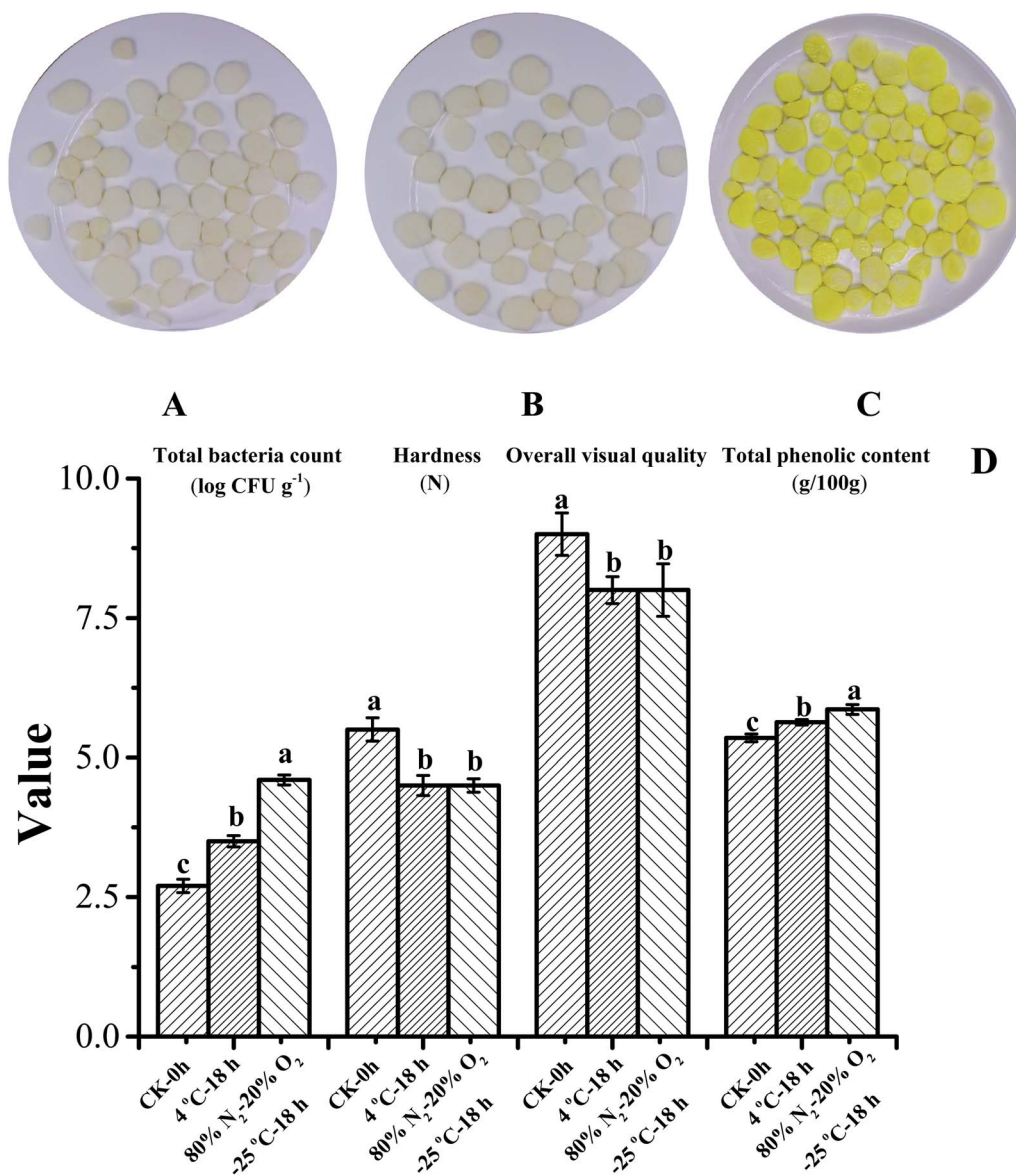 A
B
C
D
Total bacteria count
(log CFU g⁻¹)
Hardness
(N)
Overall visual quality
Total phenolic content
(g/100g)
Value
10.0
7.5
5.0
2.5
0.0
c
b
a
a
b
b
a
b
b
c
b
a
CK-0h
4 °C-18 h
80% N₂-20% O₂
-25 °C-18 h
CK-0h
4 °C-18 h
80% N₂-20% O₂
-25 °C-18 h
CK-0h
4 °C-18 h
80% N₂-20% O₂
-25 °C-18 h
CK-0h
4 °C-18 h
80% N₂-20% O₂
-25 °C-18 h